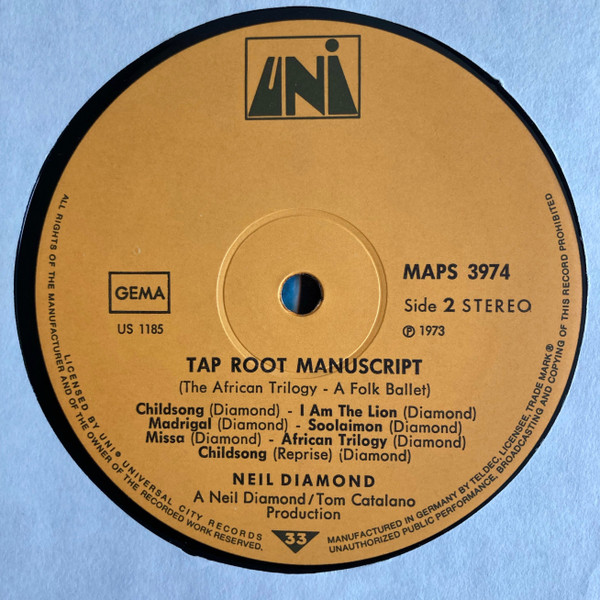 UNI
MAPS 3974
GEMA
Side 2 STEREO
US 1185
℗ 1973
TAP ROOT MANUSCRIPT
(The African Trilogy - A Folk Ballet)
Childsong (Diamond) - I Am The Lion (Diamond)
Madrigal (Diamond) - Soolaimon (Diamond)
Missa (Diamond) - African Trilogy (Diamond)
Childsong (Reprise) (Diamond)
NEIL DIAMOND
A Neil Diamond/Tom Catalano
Production
33
ALL RIGHTS OF THE MANUFACTURER AND OF THE OWNER OF THE RECORDED WORK RESERVED.
LICENSED BY UNI® UNIVERSAL CITY RECORDS
MANUFACTURED IN GERMANY BY TELDEC, LICENSEE, TRADE MARK®
UNAUTHORIZED PUBLIC PERFORMANCE, BROADCASTING AND COPYING OF THIS RECORD PROHIBITED